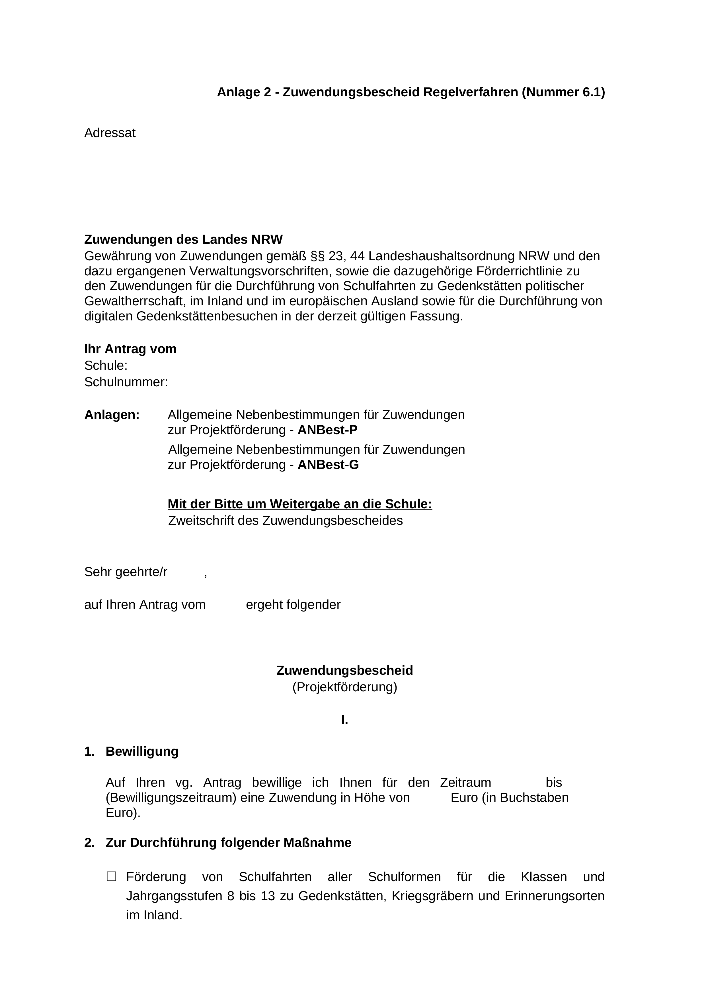 Anlage 2 - Zuwendungsbescheid Regelverfahren (Nummer 6.1)
Adressat
Zuwendungen des Landes NRW
Gewährung von Zuwendungen gemäß §§ 23, 44 Landeshaushaltsordnung NRW und den
dazu ergangenen Verwaltungsvorschriften, sowie die dazugehörige Förderrichtlinie zu
den Zuwendungen für die Durchführung von Schulfahrten zu Gedenkstätten politischer
Gewaltherrschaft, im Inland und im europäischen Ausland sowie für die Durchführung von
digitalen Gedenkstättenbesuchen in der derzeit gültigen Fassung.
Ihr Antrag vom
Schule:
Schulnummer:
Anlagen: Allgemeine Nebenbestimmungen für Zuwendungen
zur Projektförderung - ANBest-P
Allgemeine Nebenbestimmungen für Zuwendungen
zur Projektförderung - ANBest-G
Mit der Bitte um Weitergabe an die Schule:
Zweitschrift des Zuwendungsbescheides
Sehr geehrte/r ,
auf Ihren Antrag vom ergeht folgender
Zuwendungsbescheid
(Projektförderung)
I.
1. Bewilligung
Auf Ihren vg. Antrag bewillige ich Ihnen für den Zeitraum bis
(Bewilligungszeitraum) eine Zuwendung in Höhe von Euro (in Buchstaben
Euro).
2. Zur Durchführung folgender Maßnahme
☐ Förderung von Schulfahrten aller Schulformen für die Klassen und
Jahrgangsstufen 8 bis 13 zu Gedenkstätten, Kriegsgräbern und Erinnerungsorten
im Inland.